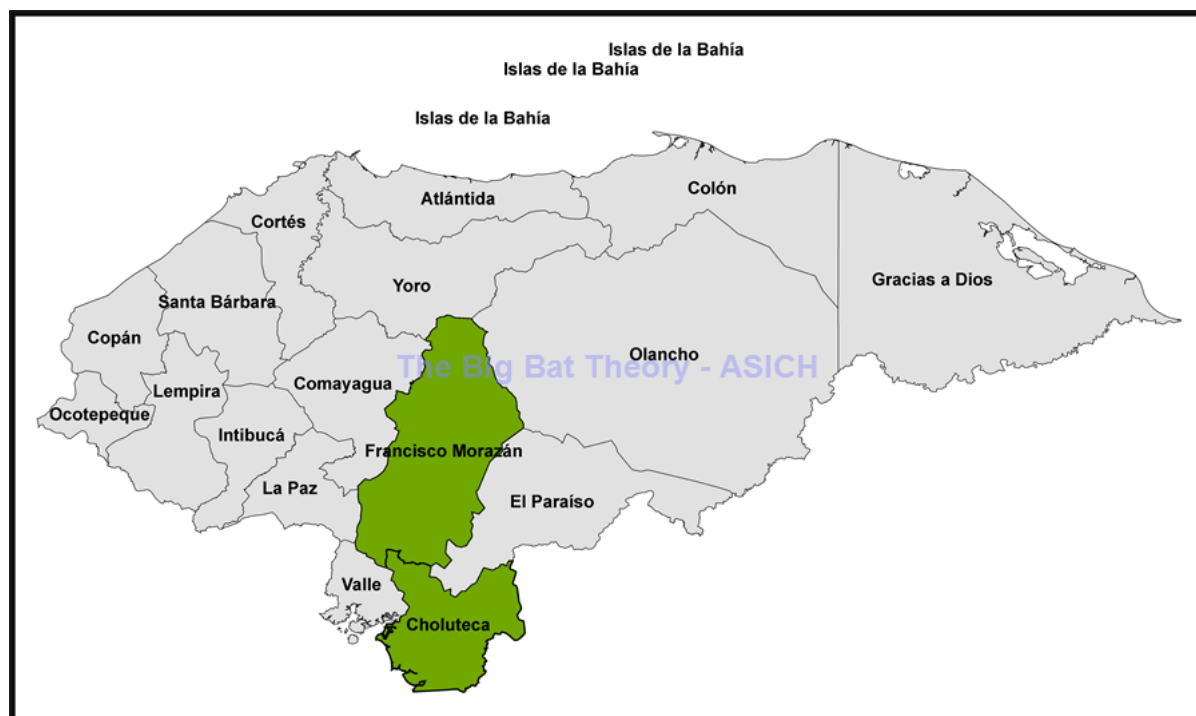 Islas de la Bahía
Islas de la Bahía
Islas de la Bahía
Atlántida
Colón
Cortés
Gracias a Dios
Yoro
Santa Bárbara
Copán
Olancho
The Big Bat Theory - ASICH
Comayagua
Lempira
Ocotepeque
Intibucá
Francisco Morazán
La Paz
El Paraíso
Valle
Choluteca